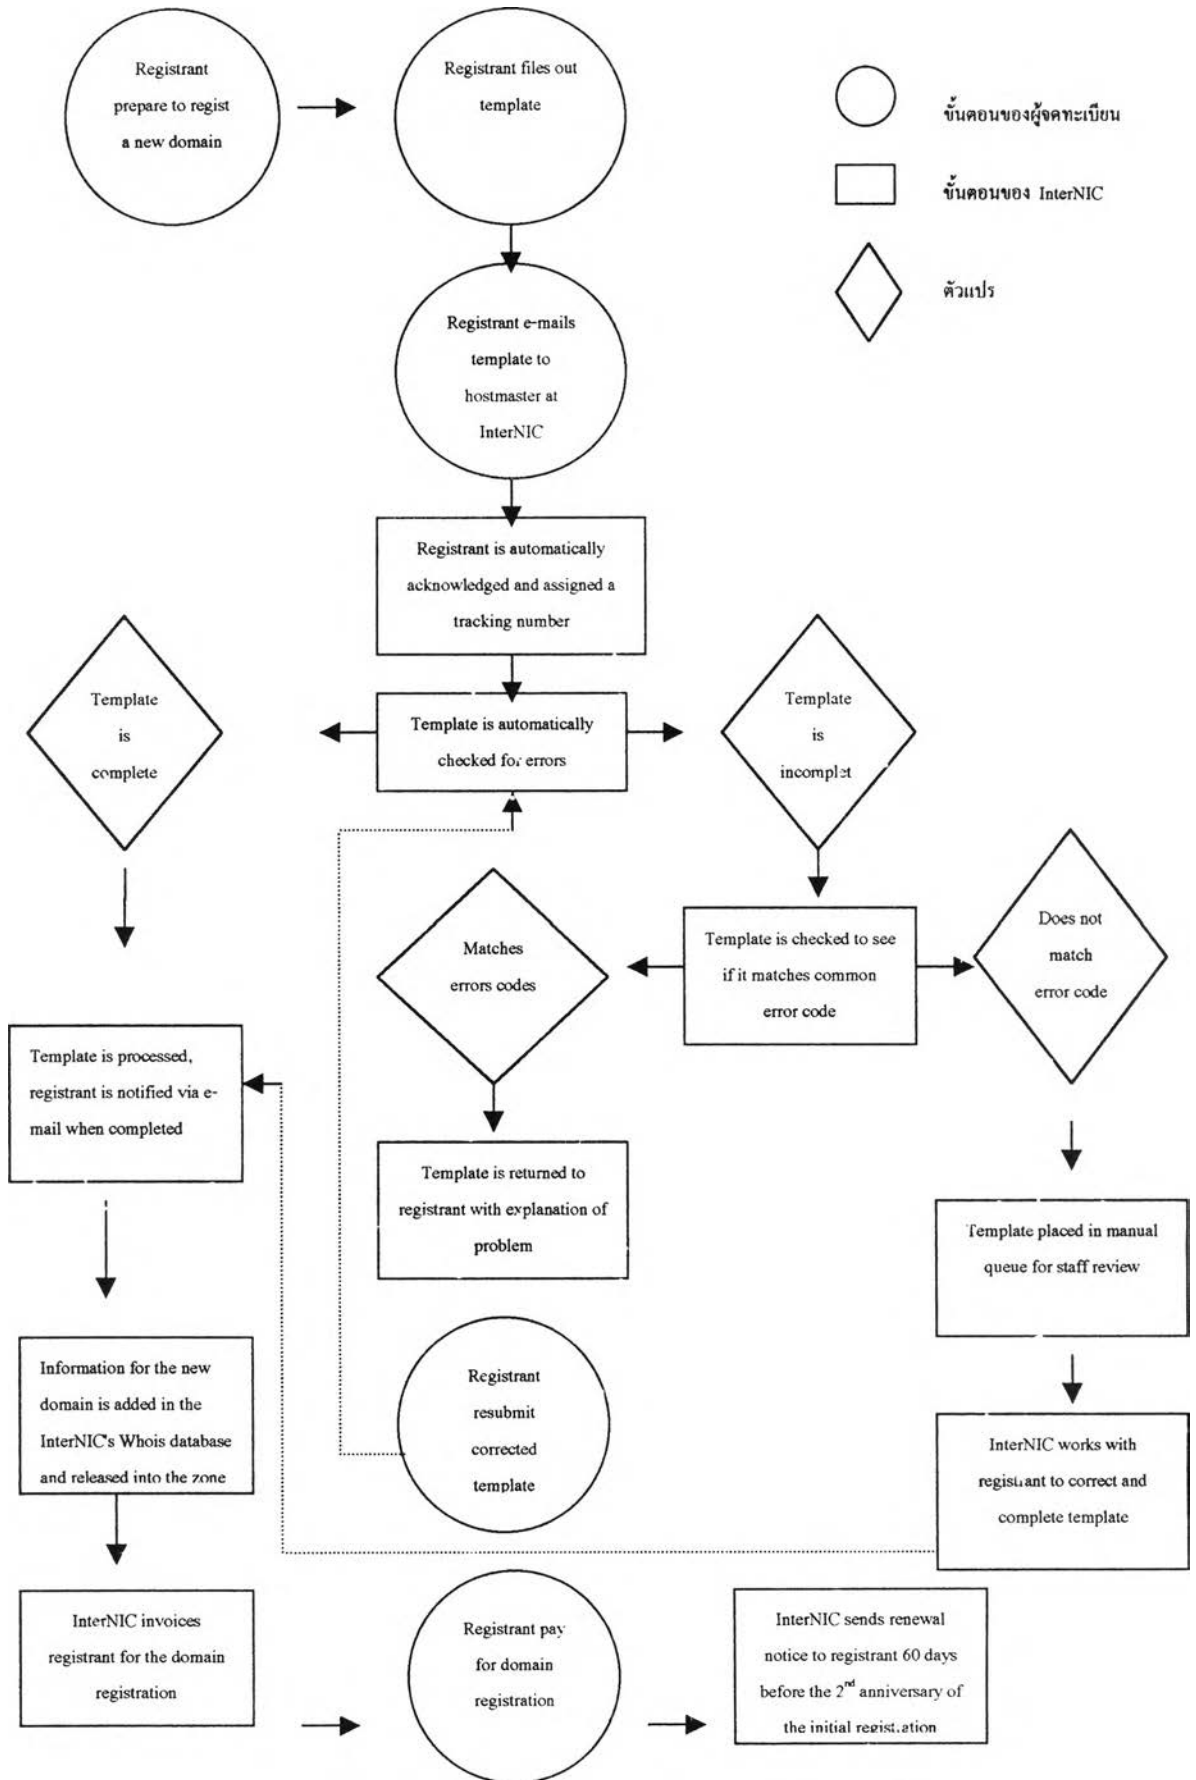 Registrant
prepare to regist
a new domain
Registrant files out
template
ขั้นตอนของผู้จดทะเบียน
ขั้นตอนของ InterNIC
ตัวแปร
Registrant e-mails
template to
hostmaster at
InterNIC
Registrant is automatically
acknowledged and assigned a
tracking number
Template
is
complete
Template is automatically
checked for errors
Template
is
incomplet
Matches
errors codes
Template is checked to see
if it matches common
error code
Does not
match
error code
Template is processed,
registrant is notified via e-
mail when completed
Template is returned to
registrant with explanation of
problem
Template placed in manual
queue for staff review
Information for the new
domain is added in the
InterNIC's Whois database
and released into the zone
Registrant
resubmit
corrected
template
InterNIC works with
registrant to correct and
complete template
InterNIC invoices
registrant for the domain
registration
Registrant pay
for domain
registration
InterNIC sends renewal
notice to registrant 60 days
before the 2nd anniversary of
the initial registation